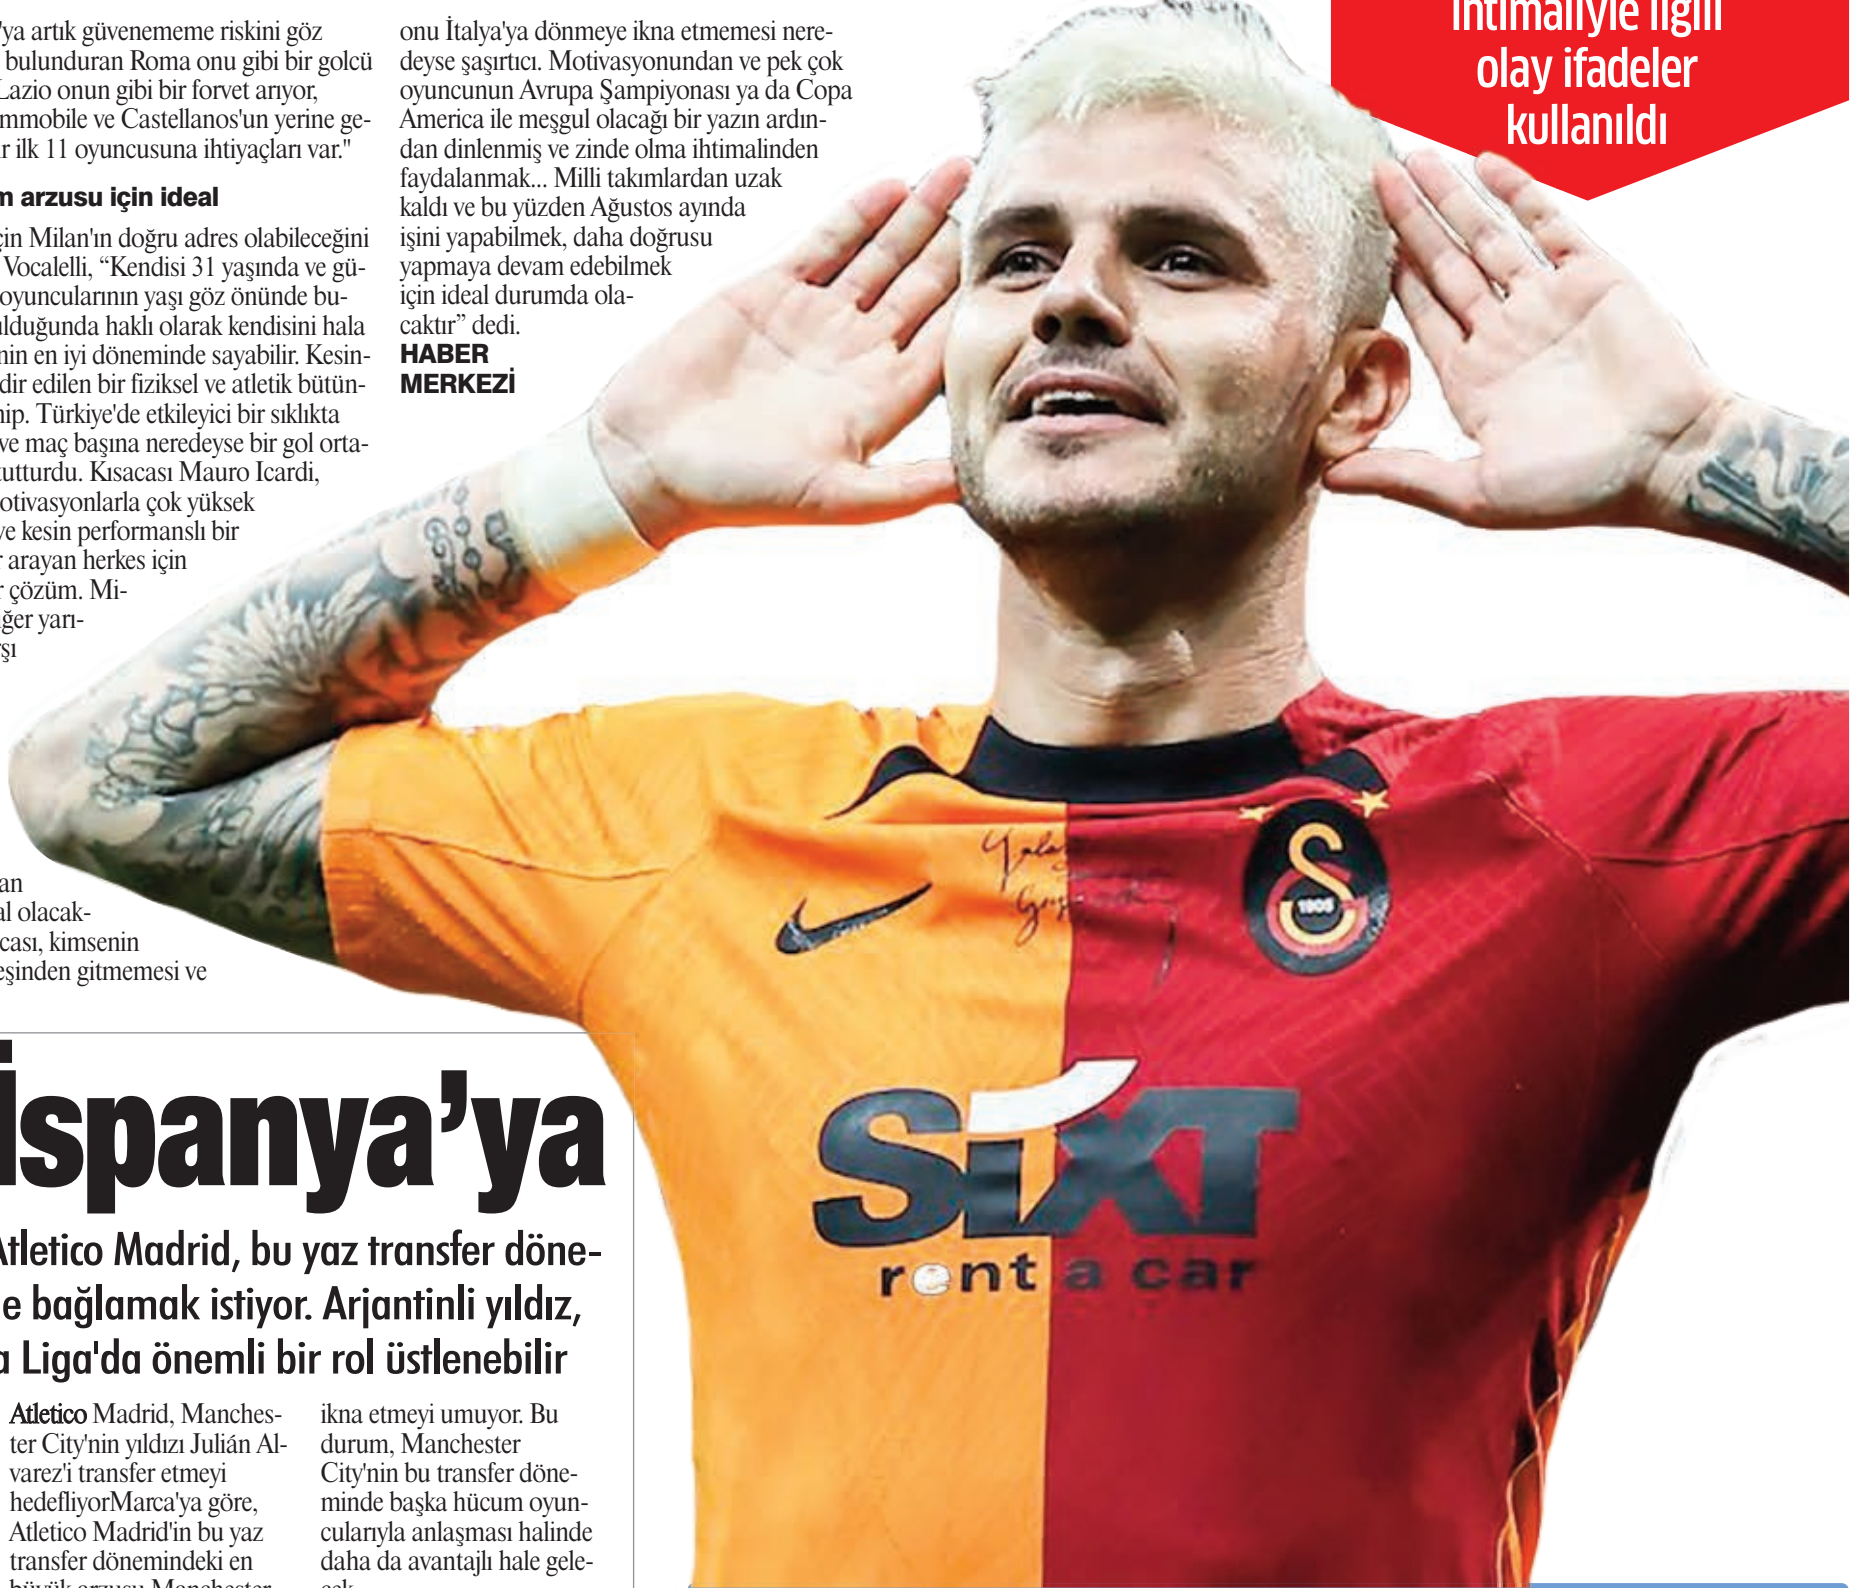 'ya artık güvenememe riskini göz
bulunduran Roma onu gibi bir golcü
Lazio onun gibi bir forvet arıyor,
mmobile ve Castellanos'un yerine ge-
r ilk 11 oyuncusuna ihtiyaçları var."
m arzusu için ideal
çin Milan'ın doğru adres olabileceğini
Vocalelli, “Kendisi 31 yaşında ve gü-
oyuncularının yaşı göz önünde bu-
ılduğunda haklı olarak kendisini hala
nin en iyi döneminde sayabilir. Kesin-
dir edilen bir fiziksel ve atletik bütün-
hip. Türkiye'de etkileyici bir sıklıkta
ve maç başına neredeyse bir gol orta-
tutturdu. Kısacası Mauro Icardi,
otivasyonlarla çok yüksek
ve kesin performanslı bir
r arayan herkes için
r çözüm. Mi-
ğer yarı-
rşı
an
al olacak-
cası, kimsenin
eşinden gitmemesi ve
onu İtalya'ya dönmeye ikna etmemesi nere-
deyse şaşırtıcı. Motivasyonundan ve pek çok
oyuncunun Avrupa Şampiyonası ya da Copa
America ile meşgul olacağı bir yazın ardın-
dan dinlenmiş ve zinde olma ihtimalinden
faydalanmak... Milli takımlardan uzak
kaldı ve bu yüzden Ağustos ayında
işini yapabilmek, daha doğrusu
yapmaya devam edebilmek
için ideal durumda ola-
caktır” dedi.
HABER
MERKEZİ
ihtimaliyle ilgili
olay ifadeler
kullanıldı
1905
SiXT
rent a car
İspanya’ya
Atletico Madrid, bu yaz transfer döne-
e bağlamak istiyor. Arjantinli yıldız,
a Liga'da önemli bir rol üstlenebilir
Atletico Madrid, Manches-
ter City'nin yıldızı Julián Al-
varez'i transfer etmeyi
hedefliyorMarca'ya göre,
Atletico Madrid'in bu yaz
transfer dönemindeki en
büyük arzusu Manchester
ikna etmeyi umuyor. Bu
durum, Manchester
City'nin bu transfer döne-
minde başka hücum oyun-
cularıyla anlaşması halinde
daha da avantajlı hale gele-
cek.